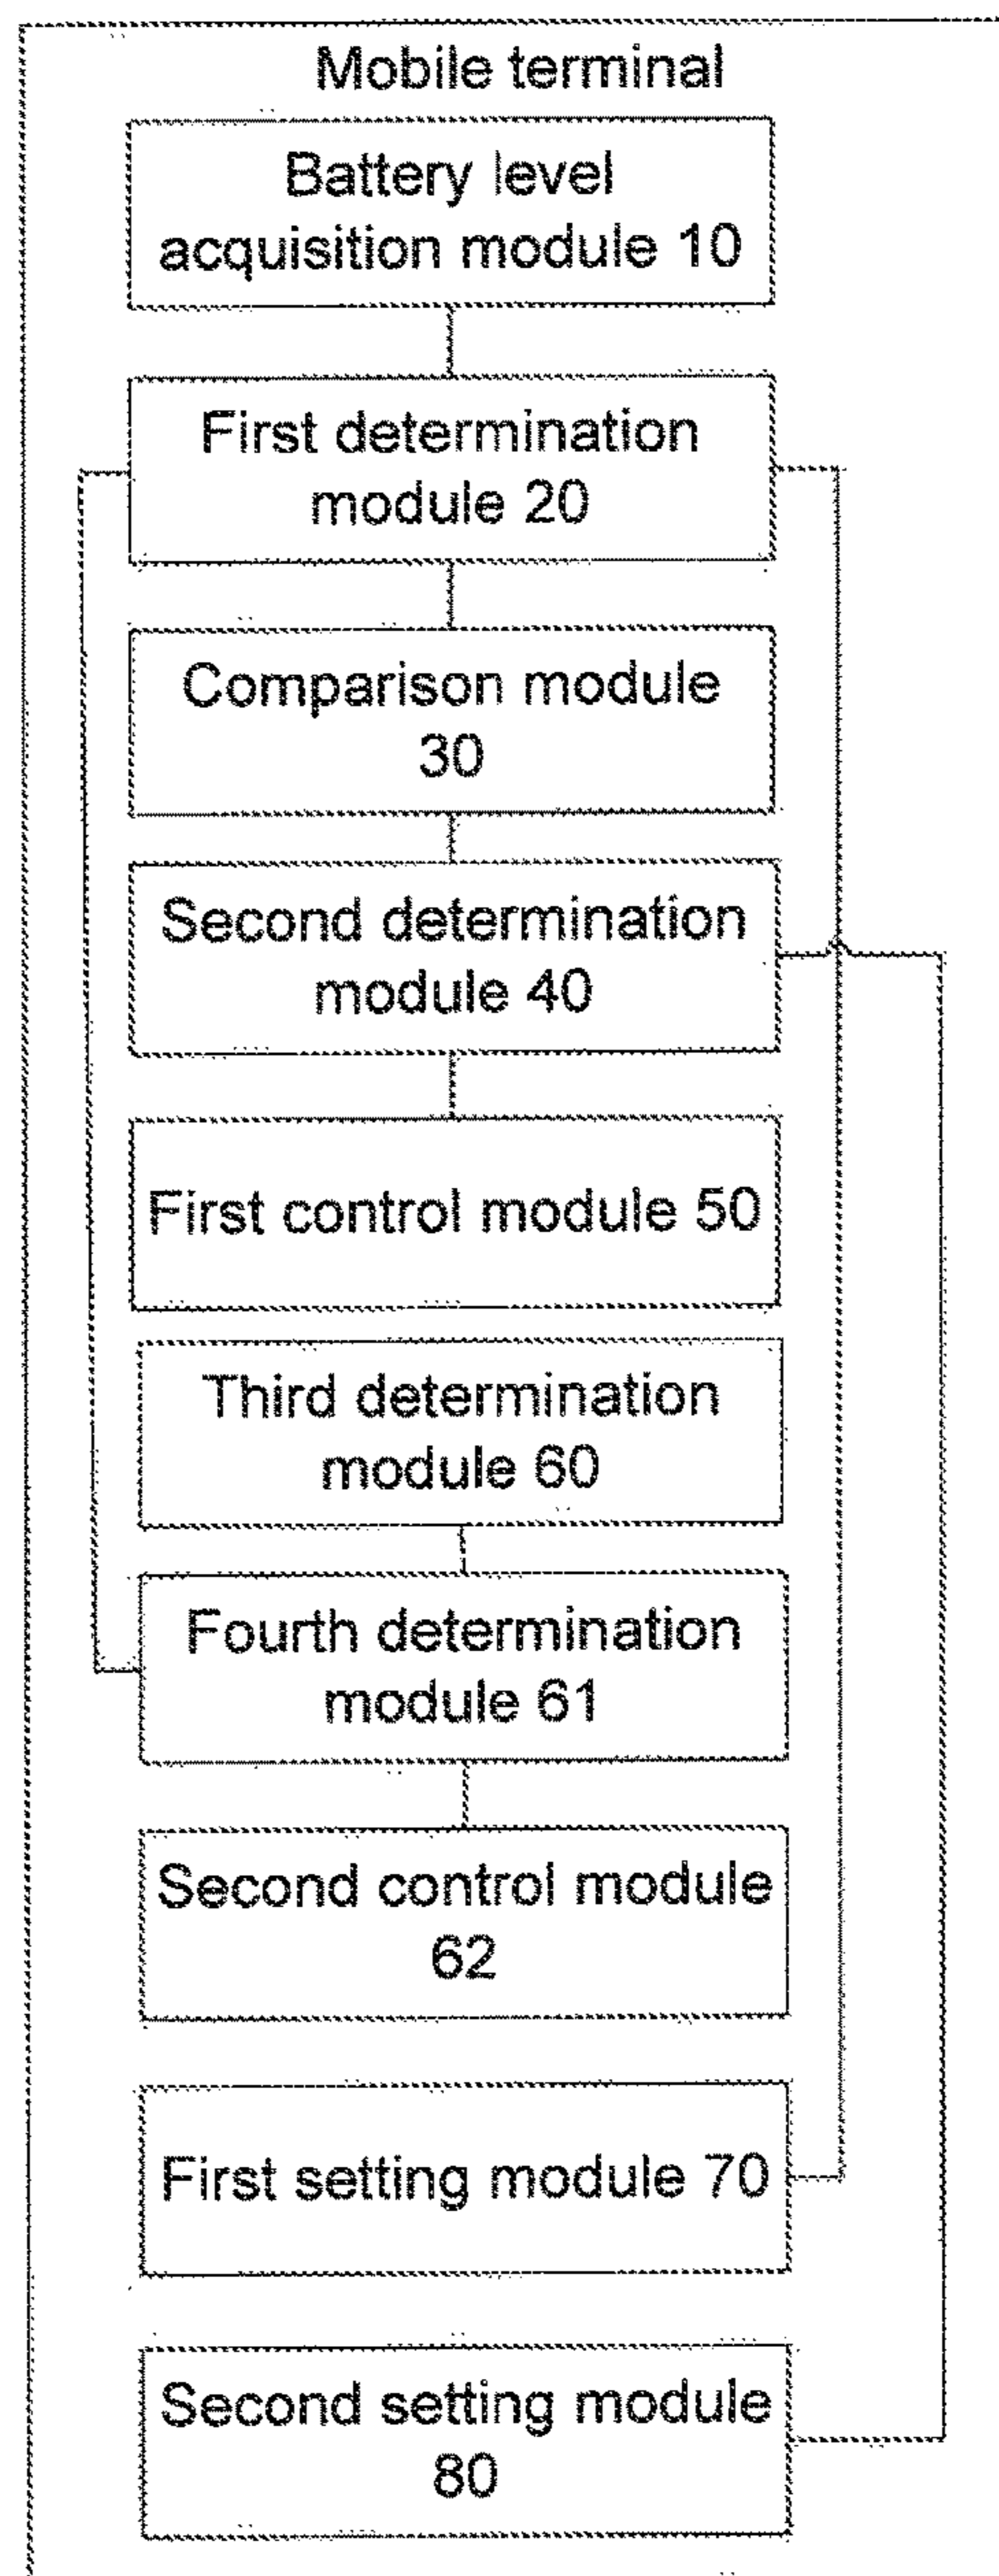 Mobile terminal
Battery level
acquisition module 10
First determination
module 20
Comparison module
30
Second determination
module 40
First control module 50
Third determination
module 60
Fourth determination
module 61
Second control module
62
First setting module 70
Second setting module
80